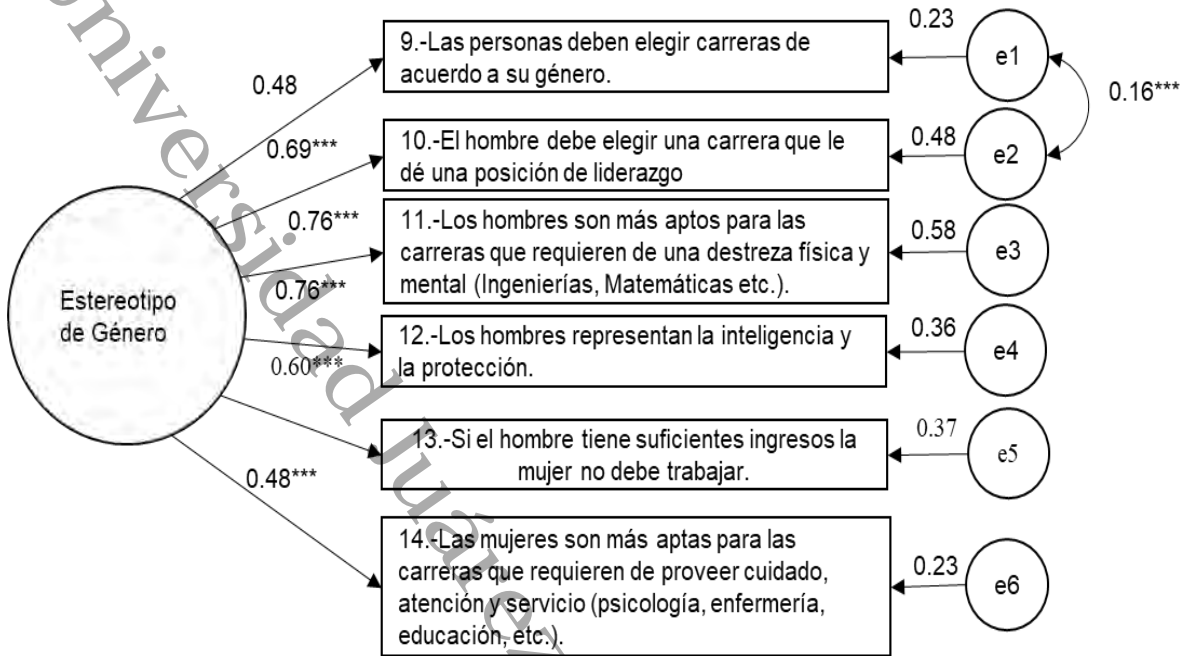 0.23
9.-Las personas deben elegir carreras de
acuerdo a su género.
e1
0.48
0.16***
0.69***
10.-El hombre debe elegir una carrera que le
dé una posición de liderazgo
0.48
e2
0.76***
11.-Los hombres son más aptos para las
carreras que requieren de una destreza física y
mental (Ingenierías, Matemáticas etc.).
0.58
e3
0.76***
Estereotipo
de Género
12.-Los hombres representan la inteligencia y
la protección.
0.36
e4
0.60***
13.-Si el hombre tiene suficientes ingresos la
mujer no debe trabajar.
0.37
e5
0.48***
14.-Las mujeres son más aptas para las
carreras que requieren de proveer cuidado,
atención y servicio (psicología, enfermería,
educación, etc.).
0.23
e6
Universidad Juárez